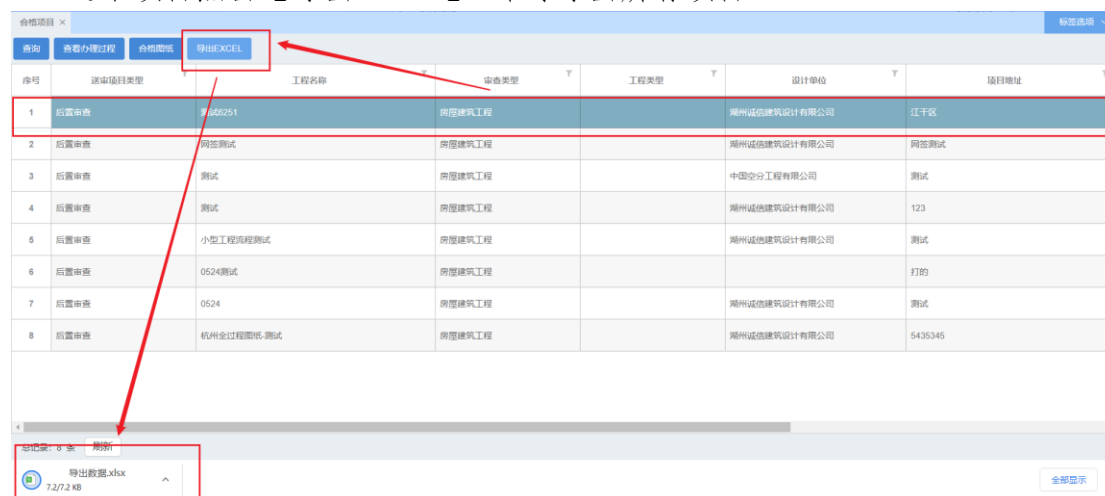 合格项目 × 标签选项
查询 查看办理过程 合格图纸 导出EXCEL
序号 送审项目类型 工程名称 审查类型 工程类型 设计单位 项目地址
1 后置审查 测试8251 房屋建筑工程 湖州诚信建筑设计有限公司 江干区
2 后置审查 网签测试 房屋建筑工程 湖州诚信建筑设计有限公司 网签测试
3 后置审查 测试 房屋建筑工程 中国空分工程有限公司 测试
4 后置审查 测试 房屋建筑工程 湖州诚信建筑设计有限公司 123
5 后置审查 小型工程流程测试 房屋建筑工程 湖州诚信建筑设计有限公司 测试
6 后置审查 0524测试 房屋建筑工程 打的
7 后置审查 0524 房屋建筑工程 湖州诚信建筑设计有限公司 测试
8 后置审查 杭州全过程图纸-测试 房屋建筑工程 湖州诚信建筑设计有限公司 5435345
总记录: 8 条 刷新
导出数据.xlsx
7.2/7.2 KB
全部显示